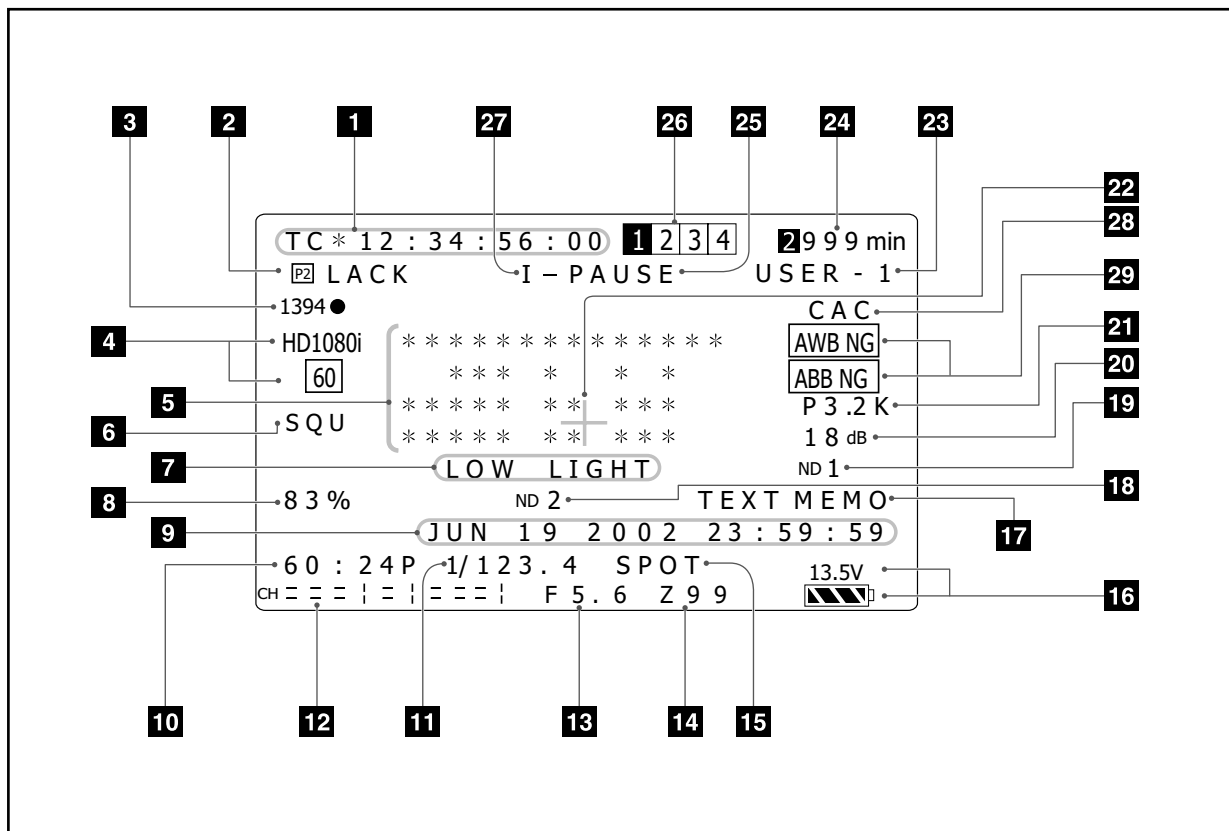 3 2 1 27 26 25 24 23
22
28
29
21
20
19
18
17
16
4
5
6
7
8
9
TC*12:34:56:00 1 2 3 4 2 999 min
P2 LACK I-PAUSE USER-1
1394● CAC
HD1080i ************** AWB NG
60 *** * * * ABB NG
***** ** *** P3.2K
SQU ***** ** *** 18 dB
LOW LIGHT ND 1
83% ND 2 TEXT MEMO
JUN 19 2002 23:59:59
60:24P 1/123.4 SPOT 13.5V
CH F5.6 Z99
10 12 11 13 14 15